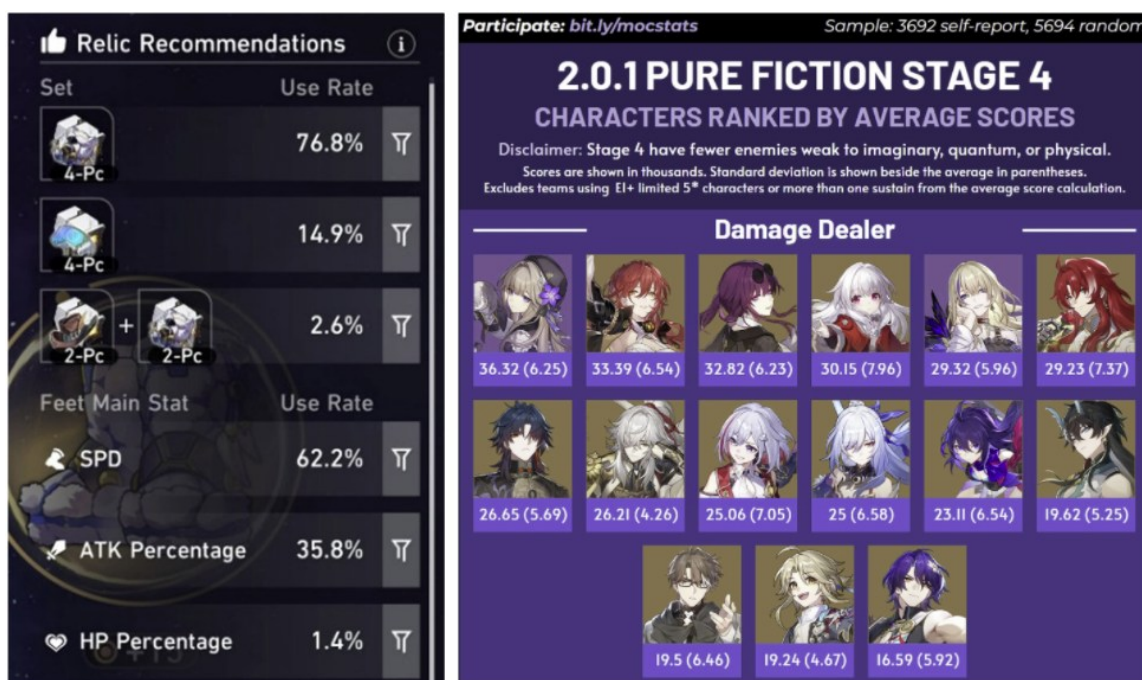 Relic Recommendations
Set Use Rate
4-Pc 76.8%
4-Pc 14.9%
2-Pc + 2-Pc 2.6%
Feet Main Stat Use Rate
SPD 62.2%
ATK Percentage 35.8%
HP Percentage 1.4%
Participate: bit.ly/mocstats Sample: 3692 self-report, 5694 random
2.0.1 PURE FICTION STAGE 4
CHARACTERS RANKED BY AVERAGE SCORES
Disclaimer: Stage 4 have fewer enemies weak to imaginary, quantum, or physical.
Scores are shown in thousands. Standard deviation is shown beside the average in parentheses.
Excludes teams using E1+ limited 5* characters or more than one sustain from the average score calculation.
Damage Dealer
36.32 (6.25) 33.39 (6.54) 32.82 (6.23) 30.15 (7.96) 29.32 (5.96) 29.23 (7.37)
26.65 (5.69) 26.21 (4.26) 25.06 (7.05) 25 (6.58) 23.11 (6.54) 19.62 (5.25)
19.5 (6.46) 19.24 (4.67) 16.59 (5.92)